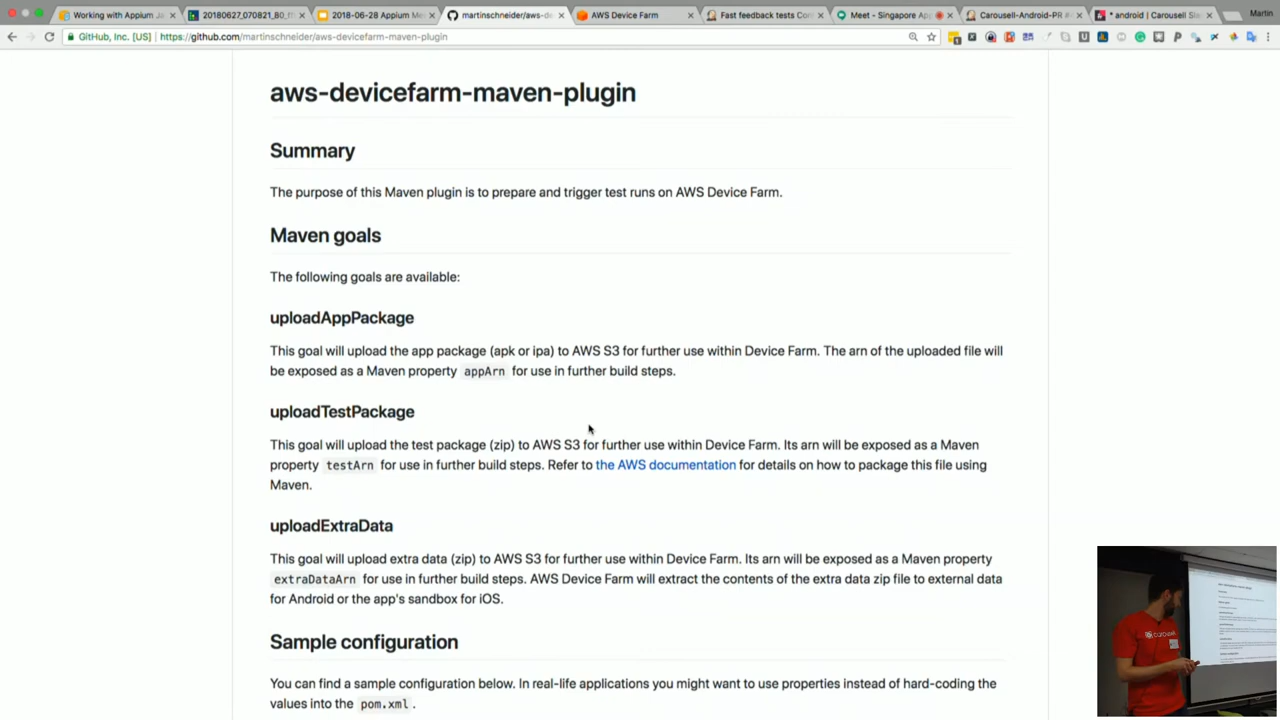 Working with Appium Ja
20180627_070821_80_f1
2018-06-28 Appium Me
martinschneider/aws-de
AWS Device Farm
Fast feedback tests Co
Meet - Singapore Ap
Carousell-Android-PR
* android | Carousell Sl
Martin
GitHub, Inc. [US] | https://github.com/martinschneider/aws-devicefarm-maven-plugin
aws-devicefarm-maven-plugin
Summary
The purpose of this Maven plugin is to prepare and trigger test runs on AWS Device Farm.
Maven goals
The following goals are available:
uploadAppPackage
This goal will upload the app package (apk or ipa) to AWS S3 for further use within Device Farm. The arn of the uploaded file will
be exposed as a Maven property appArn for use in further build steps.
uploadTestPackage
This goal will upload the test package (zip) to AWS S3 for further use within Device Farm. Its arn will be exposed as a Maven
property testArn for use in further build steps. Refer to the AWS documentation for details on how to package this file using
Maven.
uploadExtraData
This goal will upload extra data (zip) to AWS S3 for further use within Device Farm. Its arn will be exposed as a Maven property
extraDataArn for use in further build steps. AWS Device Farm will extract the contents of the extra data zip file to external data
for Android or the app's sandbox for iOS.
Sample configuration
You can find a sample configuration below. In real-life applications you might want to use properties instead of hard-coding the
values into the pom.xml .